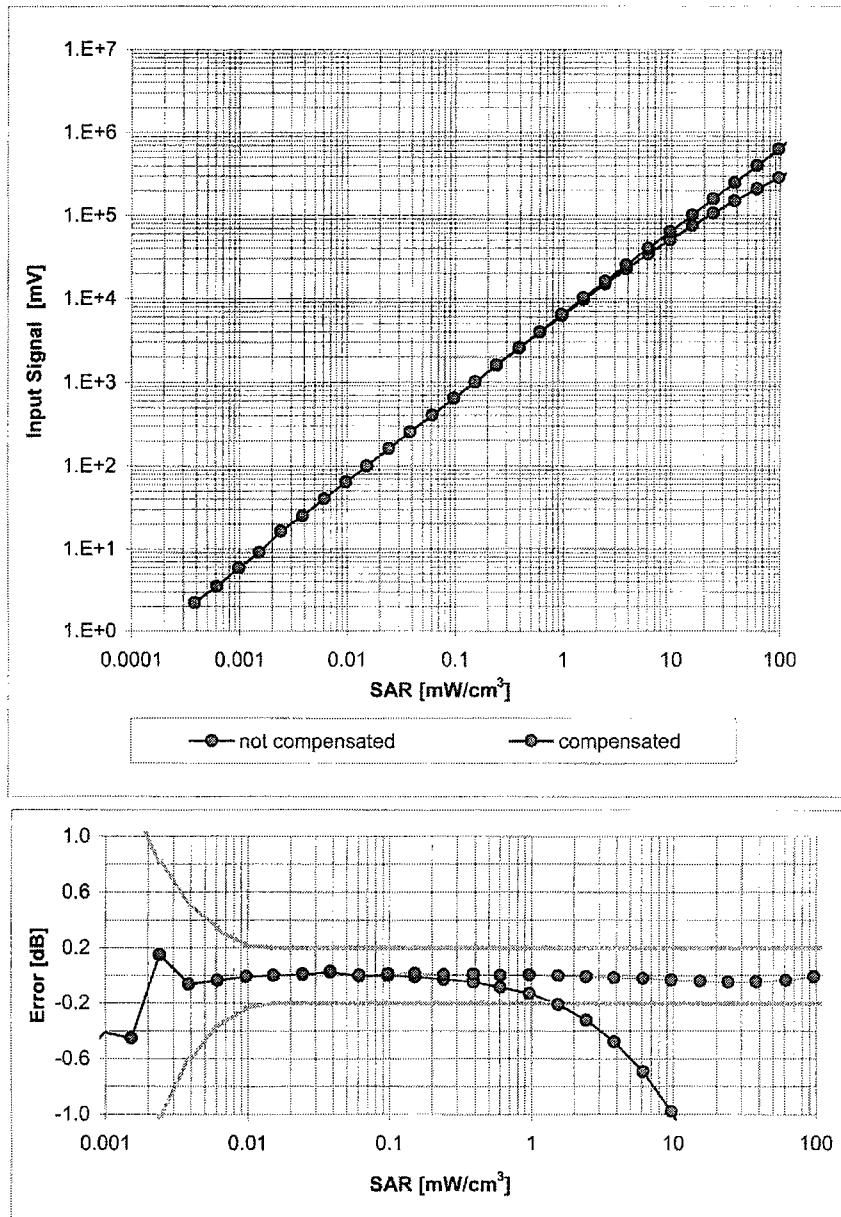 1.E+7
1.E+6
1.E+5
1.E+4
1.E+3
1.E+2
1.E+1
1.E+0
Input Signal [mV]
0.0001 0.001 0.01 0.1 1 10 100
SAR [mW/cm³]
not compensated compensated
1.0
0.6
0.2
-0.2
-0.6
-1.0
Error [dB]
0.001 0.01 0.1 1 10 100
SAR [mW/cm³]